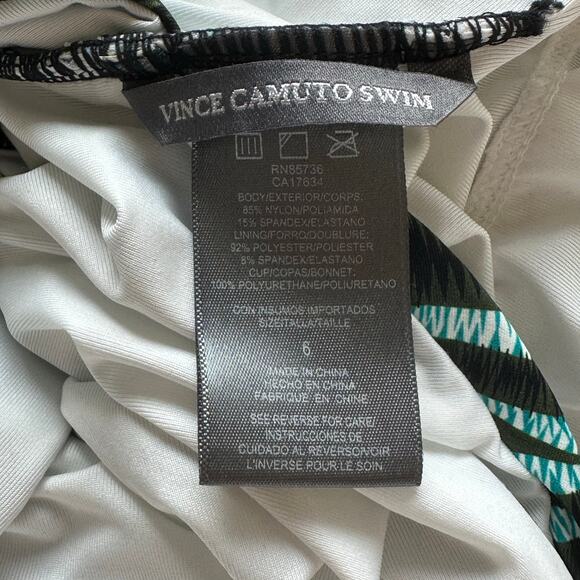 VINCE CAMUTO SWIM
RN85736
CA17634
BODY/EXTERIOR/CORPS:
85% NYLON/POLIAMIDA
15% SPANDEX/ELASTANO
LINING/FORRO/DOUBLURE:
92% POLYESTER/POLIESTER
8% SPANDEX/ELASTANO
CUP/COPAS/BONNET:
100% POLYURETHANE/POLIURETANO
CON INSUMOS IMPORTADOS
SIZE/TALLA/TAILLE
6
MADE IN CHINA
HECHO EN CHINA
FABRIQUE EN CHINE
SEE REVERSE FOR CARE/
INSTRUCCIONES DE
CUIDADO AL REVERSO/VOIR
L'INVERSE POUR LE SOIN